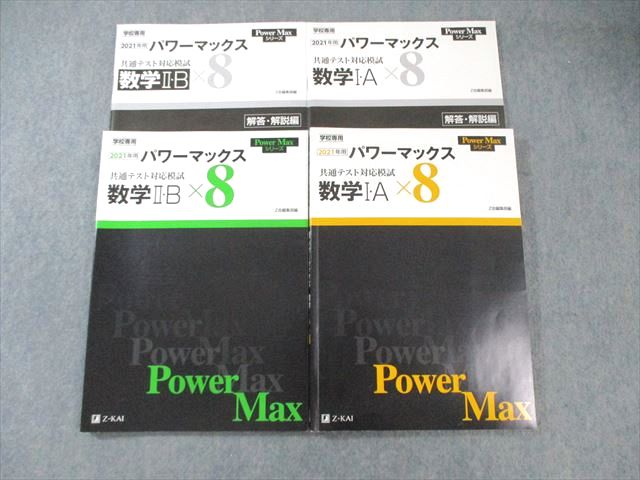 学校専用
2021年用 パワーマックス
Power Max
シリーズ
共通テスト対応模試
数学Ⅱ·B ×8
Z会編集部編
解答・解説編
学校専用
2021年用 パワーマックス
Power Max
シリーズ
共通テスト対応模試
数学Ⅰ·A ×8
Z会編集部編
解答・解説編
学校専用
2021年用 パワーマックス
Power Max
シリーズ
共通テスト対応模試
数学Ⅱ·B ×8
Z会編集部編
Power
Power
Max
Power
Max
Z-KAI
学校専用
2021年用 パワーマックス
Power Max
シリーズ
共通テスト対応模試
数学Ⅰ·A ×8
Z会編集部編
Power
Power
Max
Power
Max
Z-KAI